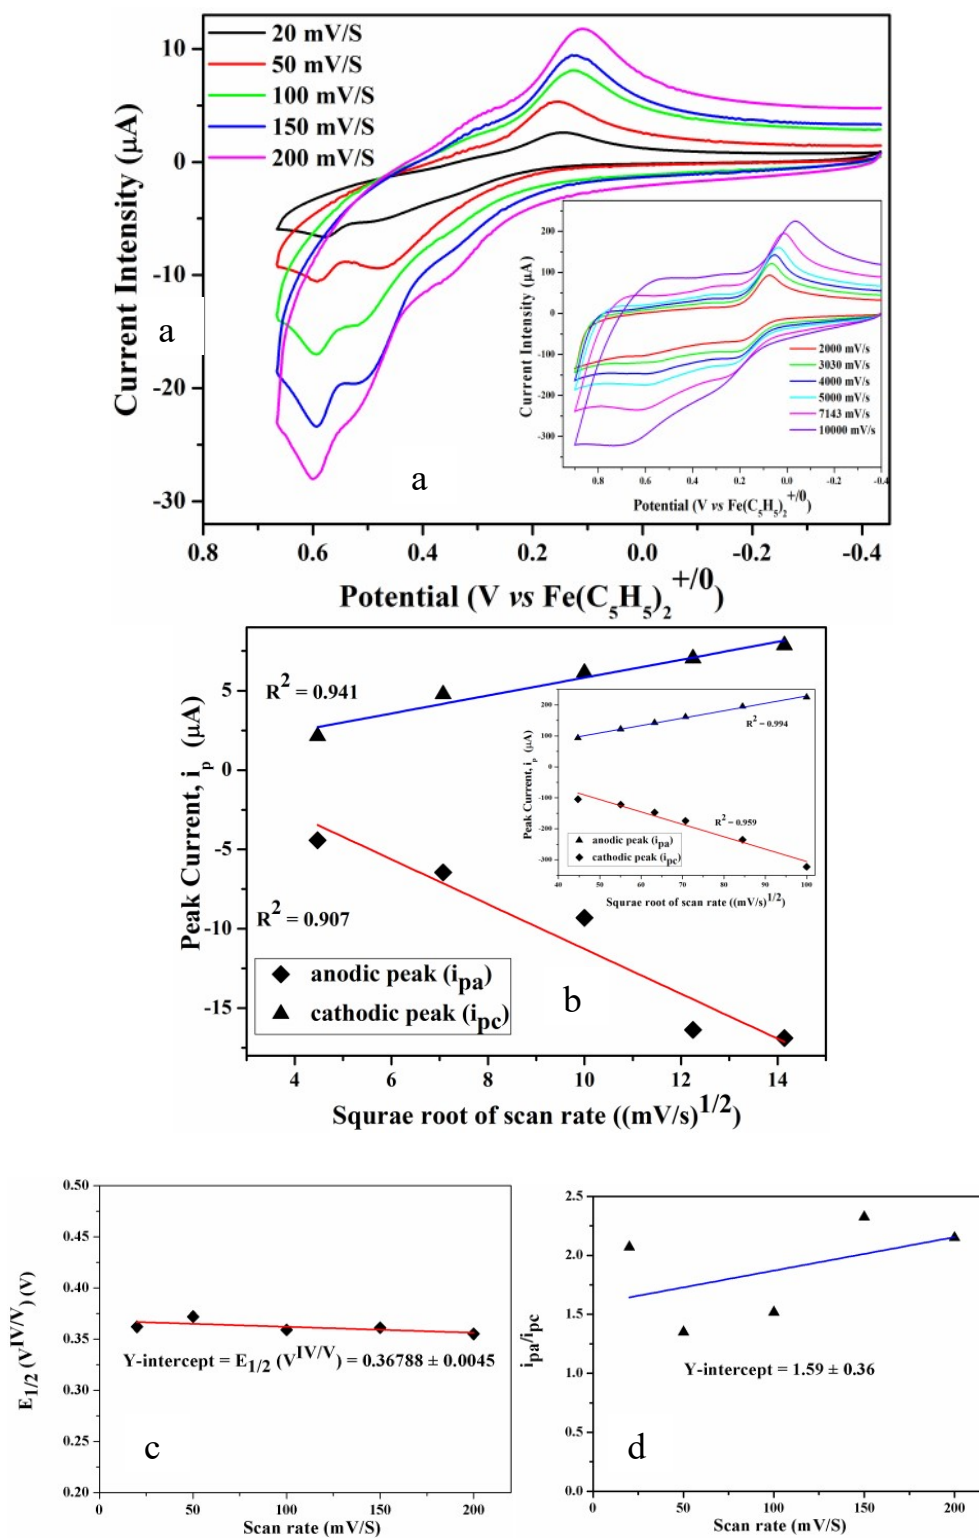 20 mV/S
50 mV/S
100 mV/S
150 mV/S
200 mV/S
10
0
-10
-20
-30
Current Intensity (μA)
a
a
200
100
0
-100
-200
-300
Current Intensity (μA)
2000 mV/s
3030 mV/s
4000 mV/s
5000 mV/s
7143 mV/s
10000 mV/s
0.8 0.6 0.4 0.2 0.0 -0.2 -0.4
Potential (V vs Fe(C5H5)2+/0)
0.8 0.6 0.4 0.2 0.0 -0.2 -0.4
Potential (V vs Fe(C5H5)2+/0)
5
0
-5
-10
-15
Peak Current, ip (μA)
R2 = 0.941
R2 = 0.907
anodic peak (ipa)
cathodic peak (ipc)
b
200
100
0
-100
-200
-300
Peak Current, ip (μA)
R2 = 0.994
R2 = 0.959
anodic peak (ipa)
cathodic peak (ipc)
40 50 60 70 80 90 100
Squrae root of scan rate ((mV/s)1/2)
4 6 8 10 12 14
Squrae root of scan rate ((mV/s)1/2)
0.50
0.45
0.40
0.35
0.30
0.25
0.20
E1/2 (VIV/V) (V)
Y-intercept = E1/2 (VIV/V) = 0.36788 ± 0.0045
c
0 50 100 150 200
Scan rate (mV/S)
2.5
2.0
1.5
1.0
0.5
0.0
ipa/ipc
Y-intercept = 1.59 ± 0.36
d
0 50 100 150 200
Scan rate (mV/S)